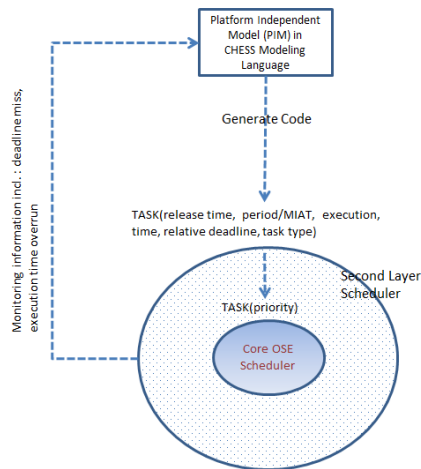 Platform Independent
Model (PIM) in
CHESS Modeling
Language
Monitoring information incl. : deadline miss,
execution time overrun
Generate Code
TASK(release time, period/MIAT, execution,
time, relative deadline, task type)
Second Layer
Scheduler
TASK(priority)
Core OSE
Scheduler